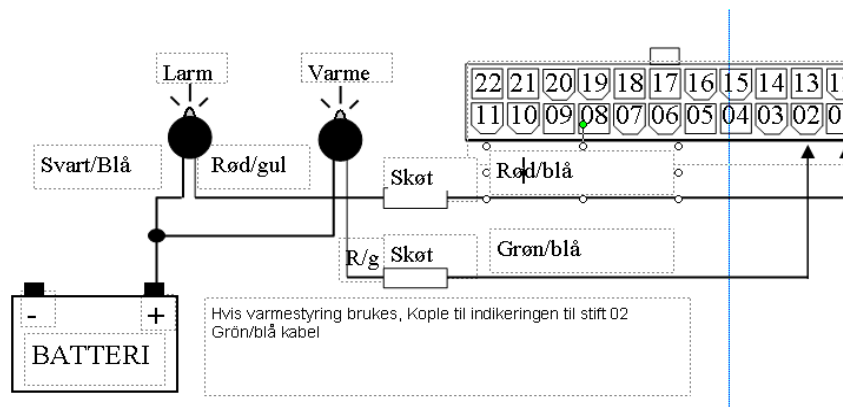 Larm
Varme
22 21 20 19 18 17 16 15 14 13
11 10 09 08 07 06 05 04 03 02
Svart/Blå
Rød/gul
Skøt
Rød/blå
R/g
Skøt
Grøn/blå
- +
BATTERI
Hvis varmestyring brukes, Kople til indikeringen til stift 02
Grön/blå kabel